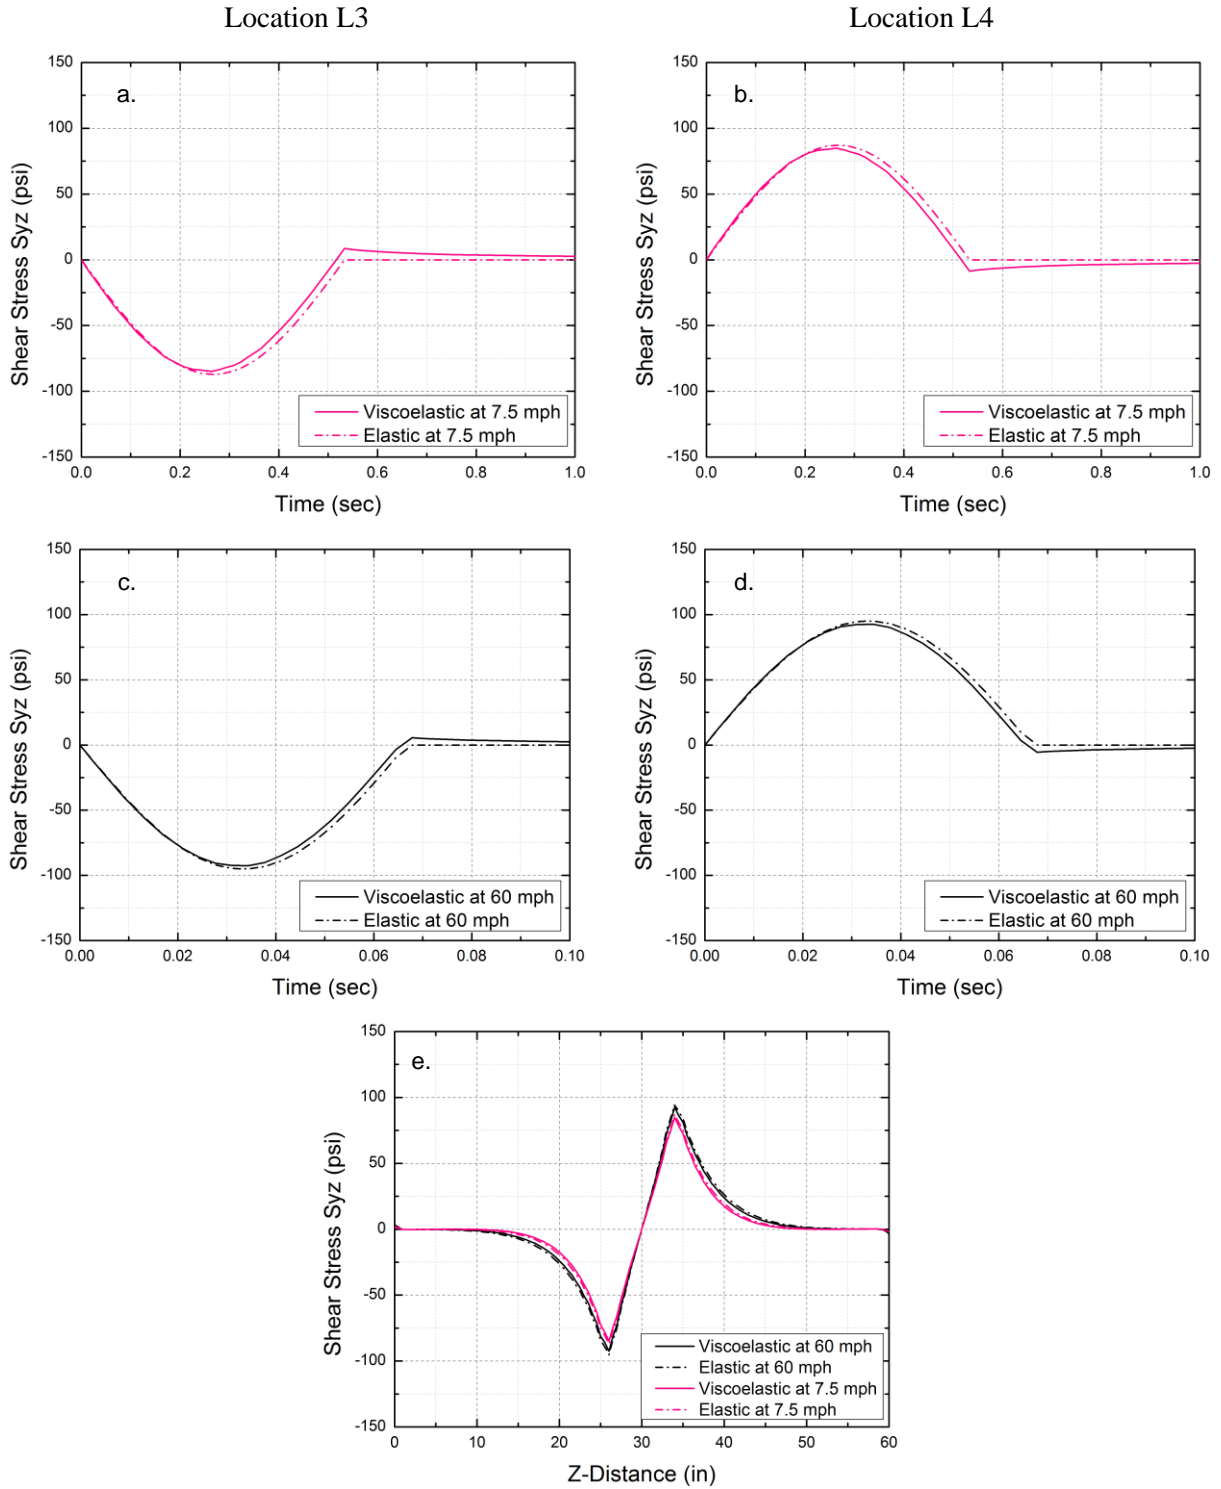 Location L3
Location L4
a.
150
100
50
0
-50
-100
-150
Shear Stress Syz (psi)
0.0 0.2 0.4 0.6 0.8 1.0
Time (sec)
Viscoelastic at 7.5 mph
Elastic at 7.5 mph
b.
150
100
50
0
-50
-100
-150
Shear Stress Syz (psi)
0.0 0.2 0.4 0.6 0.8 1.0
Time (sec)
Viscoelastic at 7.5 mph
Elastic at 7.5 mph
c.
150
100
50
0
-50
-100
-150
Shear Stress Syz (psi)
0.00 0.02 0.04 0.06 0.08 0.10
Time (sec)
Viscoelastic at 60 mph
Elastic at 60 mph
d.
150
100
50
0
-50
-100
-150
Shear Stress Syz (psi)
0.00 0.02 0.04 0.06 0.08 0.10
Time (sec)
Viscoelastic at 60 mph
Elastic at 60 mph
e.
150
100
50
0
-50
-100
-150
Shear Stress Syz (psi)
0 10 20 30 40 50 60
Z-Distance (in)
Viscoelastic at 60 mph
Elastic at 60 mph
Viscoelastic at 7.5 mph
Elastic at 7.5 mph